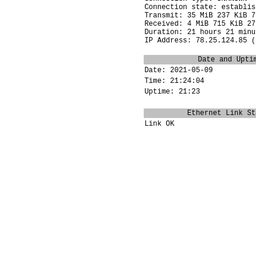 Connection state: establis
Transmit: 35 MiB 237 KiB 7
Received: 4 MiB 715 KiB 27
Duration: 21 hours 21 minu
IP Address: 78.25.124.85 (
Date and Uptim
Date: 2021-05-09
Time: 21:24:04
Uptime: 21:23
Ethernet Link St
Link OK